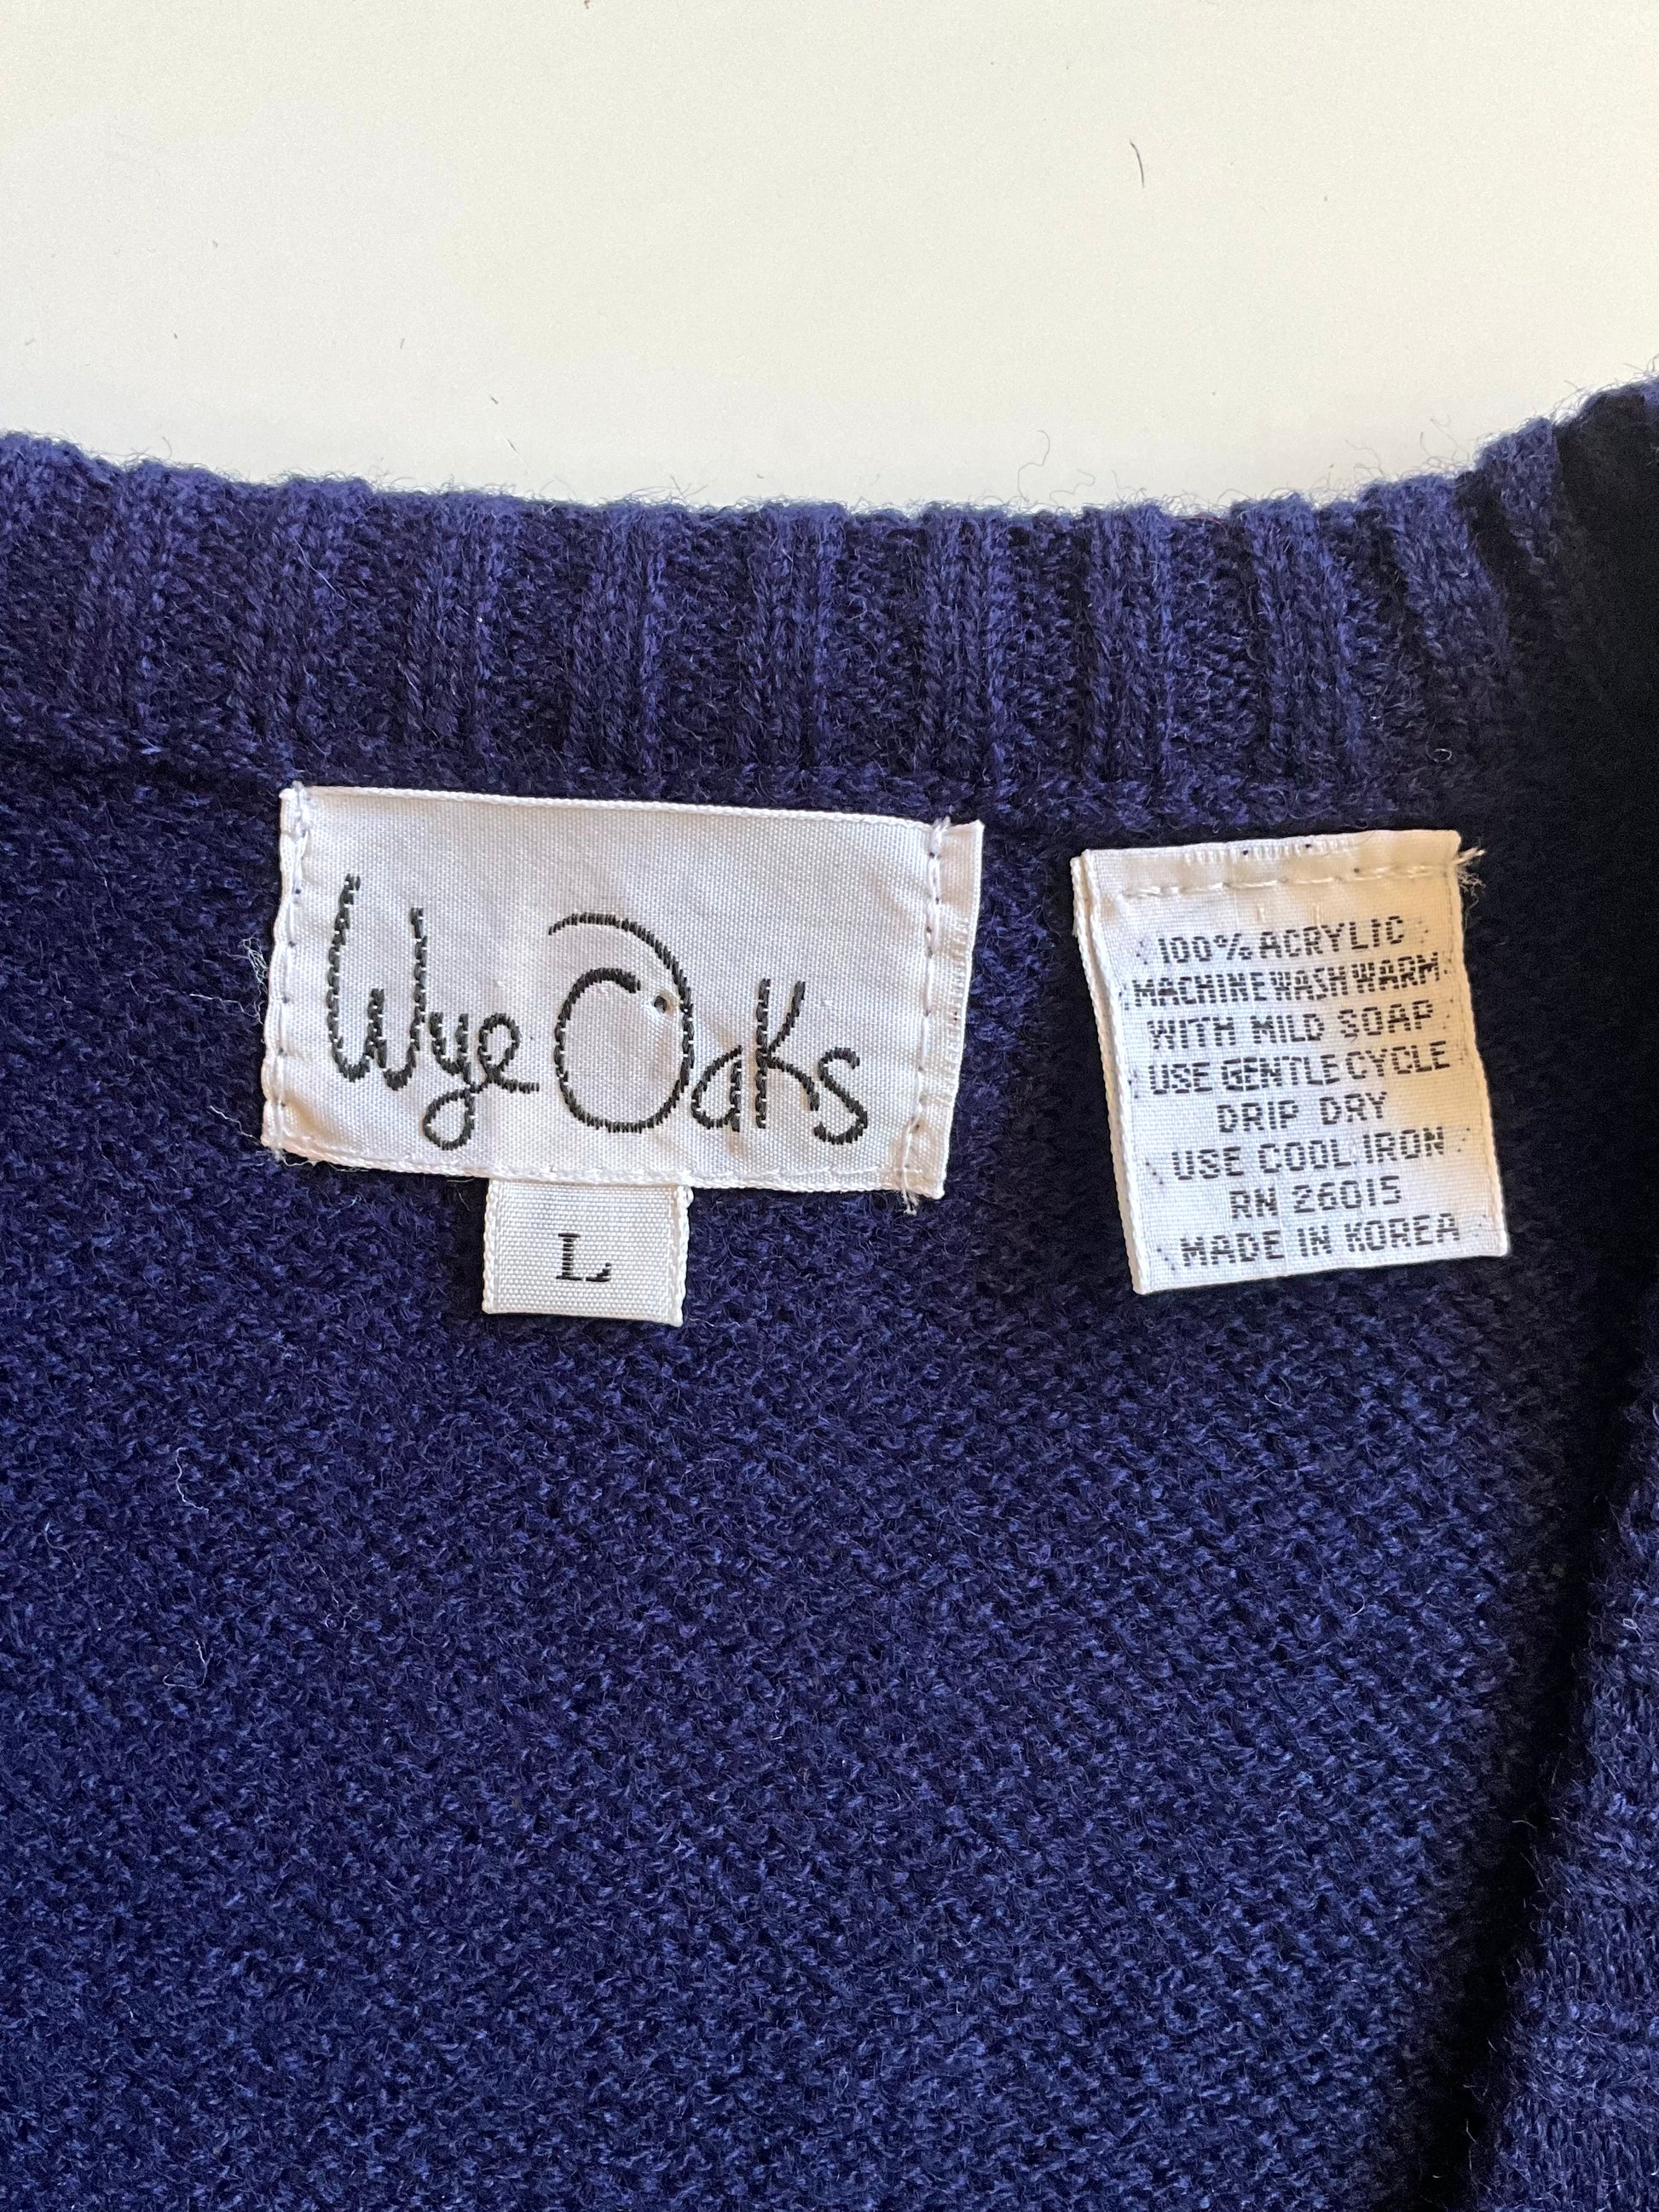 Wye Oaks
L
100% ACRYLIC
MACHINE WASH WARM
WITH MILD SOAP
USE GENTLE CYCLE
DRIP DRY
USE COOL IRON
RN 26015
MADE IN KOREA